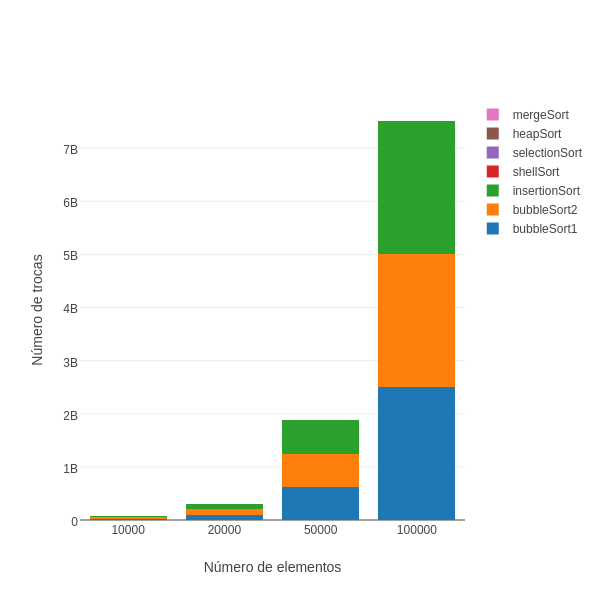 mergeSort
heapSort
selectionSort
shellSort
insertionSort
bubbleSort2
bubbleSort1
7B
6B
5B
4B
3B
2B
1B
0
Número de trocas
10000 20000 50000 100000
Número de elementos